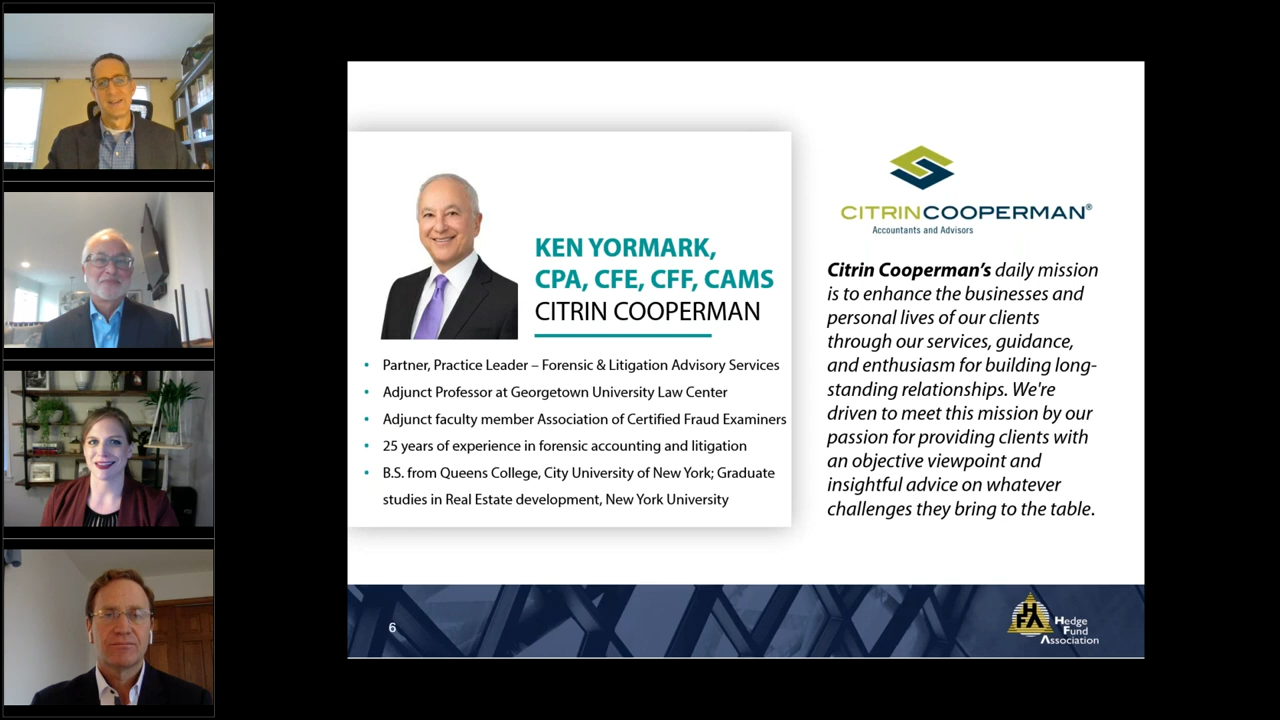 KEN YORMARK,
CPA, CFE, CFF, CAMS
CITRIN COOPERMAN
• Partner, Practice Leader – Forensic & Litigation Advisory Services
• Adjunct Professor at Georgetown University Law Center
• Adjunct faculty member Association of Certified Fraud Examiners
• 25 years of experience in forensic accounting and litigation
• B.S. from Queens College, City University of New York; Graduate
studies in Real Estate development, New York University
CITRINCOOPERMAN®
Accountants and Advisors
Citrin Cooperman's daily mission
is to enhance the businesses and
personal lives of our clients
through our services, guidance,
and enthusiasm for building long-
standing relationships. We're
driven to meet this mission by our
passion for providing clients with
an objective viewpoint and
insightful advice on whatever
challenges they bring to the table.
6
HFA
Hedge
Fund
Association